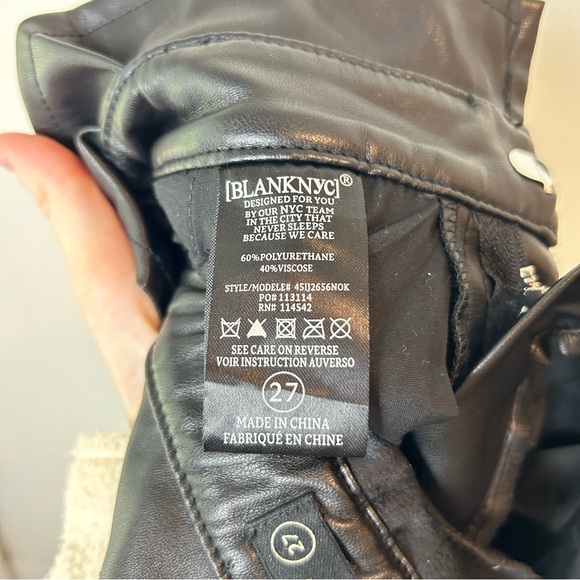 [BLANKNYC]®
DESIGNED FOR YOU
BY OUR NYC TEAM
IN THE CITY THAT
NEVER SLEEPS
BECAUSE WE CARE
60%POLYURETHANE
40%VISCOSE
STYLE/MODELE# 45IJ2656NOK
PO# 113114
RN# 114542
SEE CARE ON REVERSE
VOIR INSTRUCTION AUVERSO
27
MADE IN CHINA
FABRIQUÉ EN CHINE
27